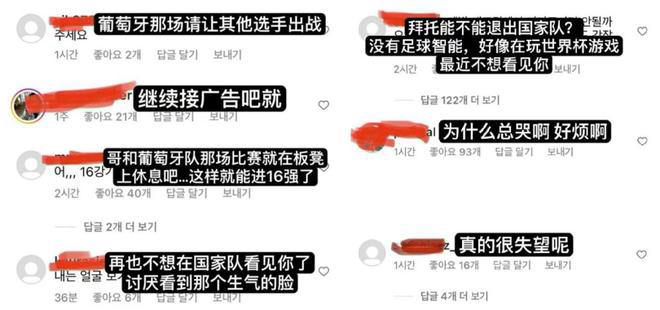 葡萄牙那场请让其他选手出战
주세요
1시간 좋아요 2개 답글 달기 보내기
继续接广告吧就
1주 좋아요 21개 답글 달기 보내기
哥和葡萄牙队那场比赛就在板凳
上休息吧...这样就能进16强了
어,,, 16강
2시간 좋아요 40개 답글 달기 보내기
답글 2개 더 보기
再也不想在国家队看见你了
讨厌看到那个生气的脸
내는 얼굴 보
36분 좋아요 6개 답글 달기 보내기
拜托能不能退出国家队？
没有足球智能，好像在玩世界杯游戏
最近不想看见你
1시간
답글 122개 더 보기
为什么总哭啊 好烦啊
1시간 좋아요 93개 답글 달기 보내기
真的很失望呢
1시간 좋아요 16개 답글 달기 보내기
답글 4개 더 보기